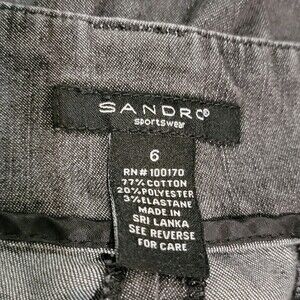 SANDRO®
sportswear
6
RN# 100170
77% COTTON
20% POLYESTER
3% ELASTANE
MADE IN
SRI LANKA
SEE REVERSE
FOR CARE